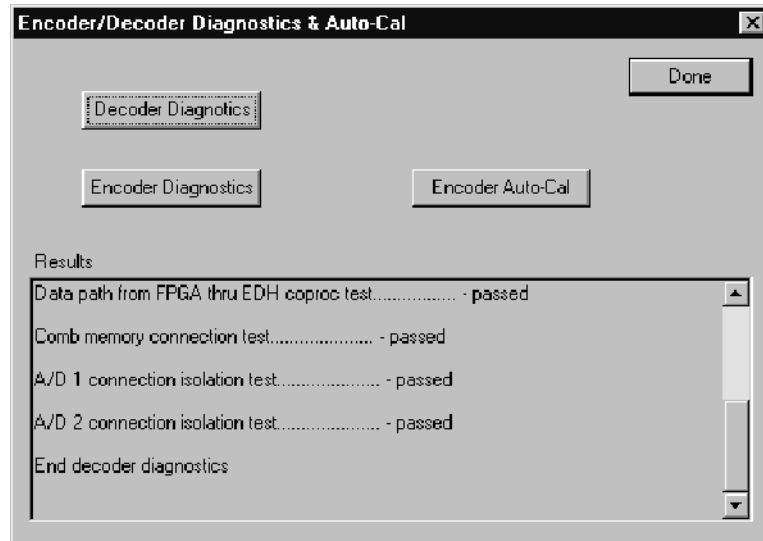 Encoder/Decoder Diagnostics & Auto-Cal
Done
Decoder Diagnotics
Encoder Diagnostics
Encoder Auto-Cal
Results
Data path from FPGA thru EDH coproc test................ - passed
Comb memory connection test.................... - passed
A/D 1 connection isolation test.................... - passed
A/D 2 connection isolation test.................... - passed
End decoder diagnostics